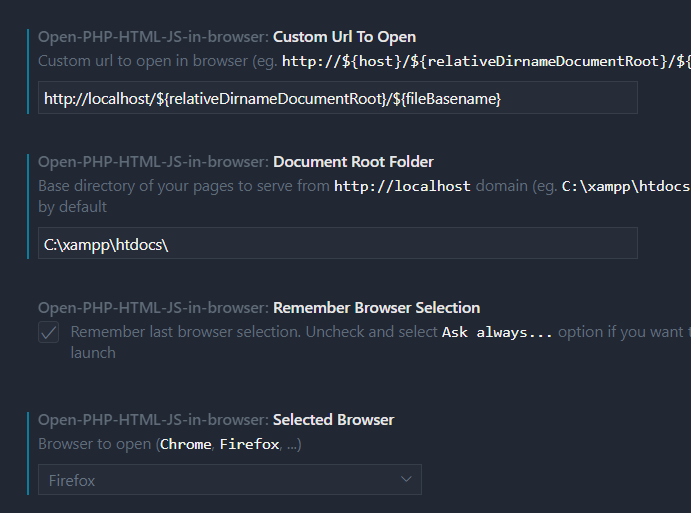 Open-PHP-HTML-JS-in-browser: Custom Url To Open
Custom url to open in browser (eg. http://${host}/${relativeDirnameDocumentRoot}/${
http://localhost/${relativeDirnameDocumentRoot}/${fileBasename}
Open-PHP-HTML-JS-in-browser: Document Root Folder
Base directory of your pages to serve from http://localhost domain (eg. C:\xampp\htdocs
by default
C:\xampp\htdocs\
Open-PHP-HTML-JS-in-browser: Remember Browser Selection
Remember last browser selection. Uncheck and select Ask always... option if you want t
launch
Open-PHP-HTML-JS-in-browser: Selected Browser
Browser to open (Chrome, Firefox, ...)
Firefox